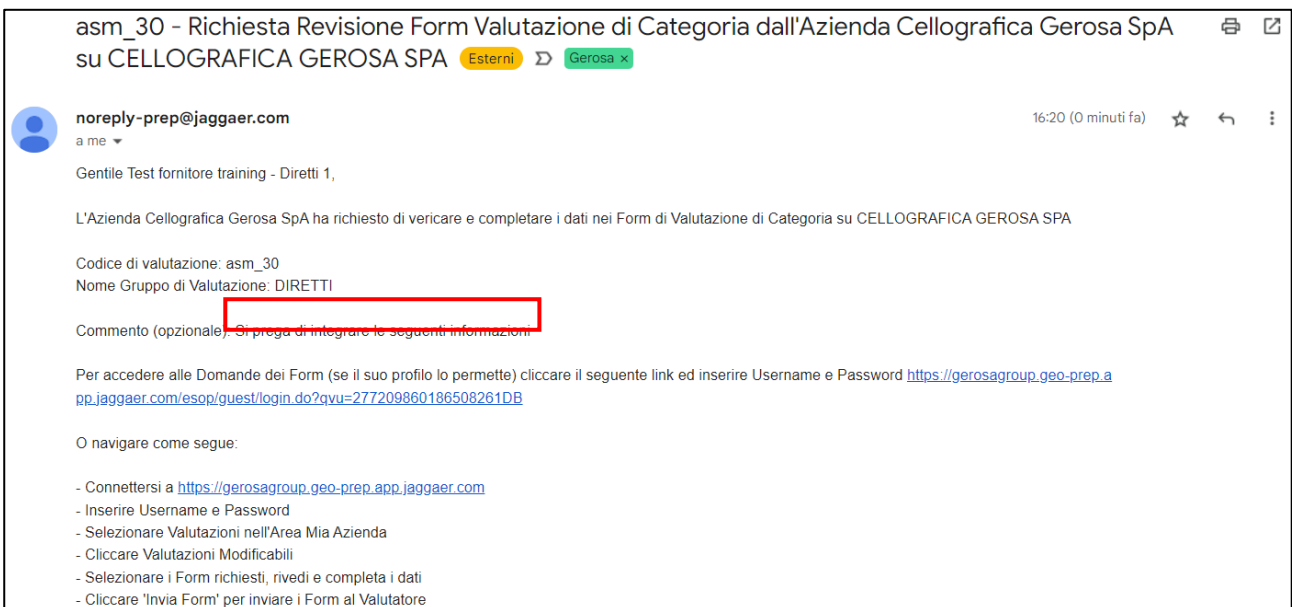 asm_30 - Richiesta Revisione Form Valutazione di Categoria dall'Azienda Cellografica Gerosa SpA
su CELLOGRAFICA GEROSA SPA Esterni Gerosa ×
noreply-prep@jaggaer.com 16:20 (0 minuti fa)
a me
Gentile Test fornitore training - Diretti 1,
L'Azienda Cellografica Gerosa SpA ha richiesto di vericare e completare i dati nei Form di Valutazione di Categoria su CELLOGRAFICA GEROSA SPA
Codice di valutazione: asm_30
Nome Gruppo di Valutazione: DIRETTI
Commento (opzionale): Si prega di integrare le seguenti informazioni
Per accedere alle Domande dei Form (se il suo profilo lo permette) cliccare il seguente link ed inserire Username e Password https://gerosagroup.geo-prep.a
pp.jaggaer.com/esop/guest/login.do?qvu=277209860186508261DB
O navigare come segue:
- Connettersi a https://gerosagroup.geo-prep.app.jaggaer.com
- Inserire Username e Password
- Selezionare Valutazioni nell'Area Mia Azienda
- Cliccare Valutazioni Modificabili
- Selezionare i Form richiesti, rivedi e completa i dati
- Cliccare 'Invia Form' per inviare i Form al Valutatore